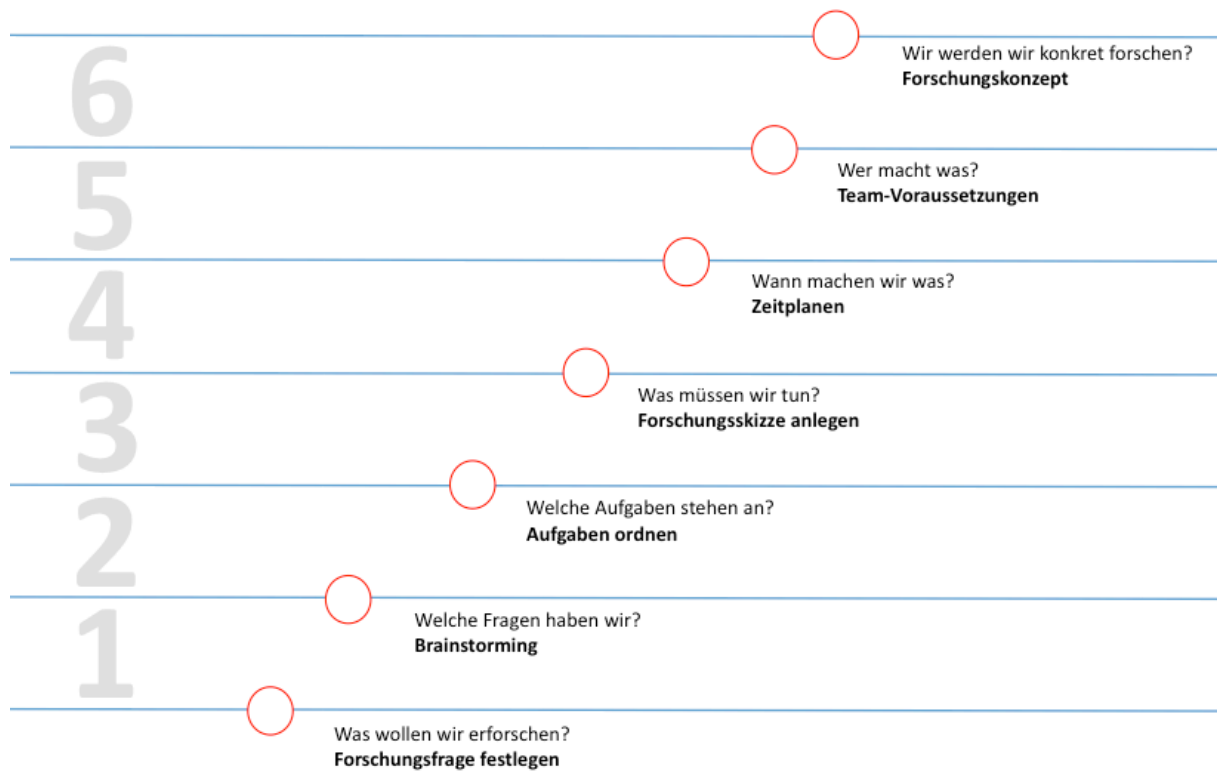 6
Wir werden wir konkret forschen?
Forschungskonzept
5
Wer macht was?
Team-Voraussetzungen
4
Wann machen wir was?
Zeitplanen
3
Was müssen wir tun?
Forschungsskizze anlegen
2
Welche Aufgaben stehen an?
Aufgaben ordnen
1
Welche Fragen haben wir?
Brainstorming
Was wollen wir erforschen?
Forschungsfrage festlegen